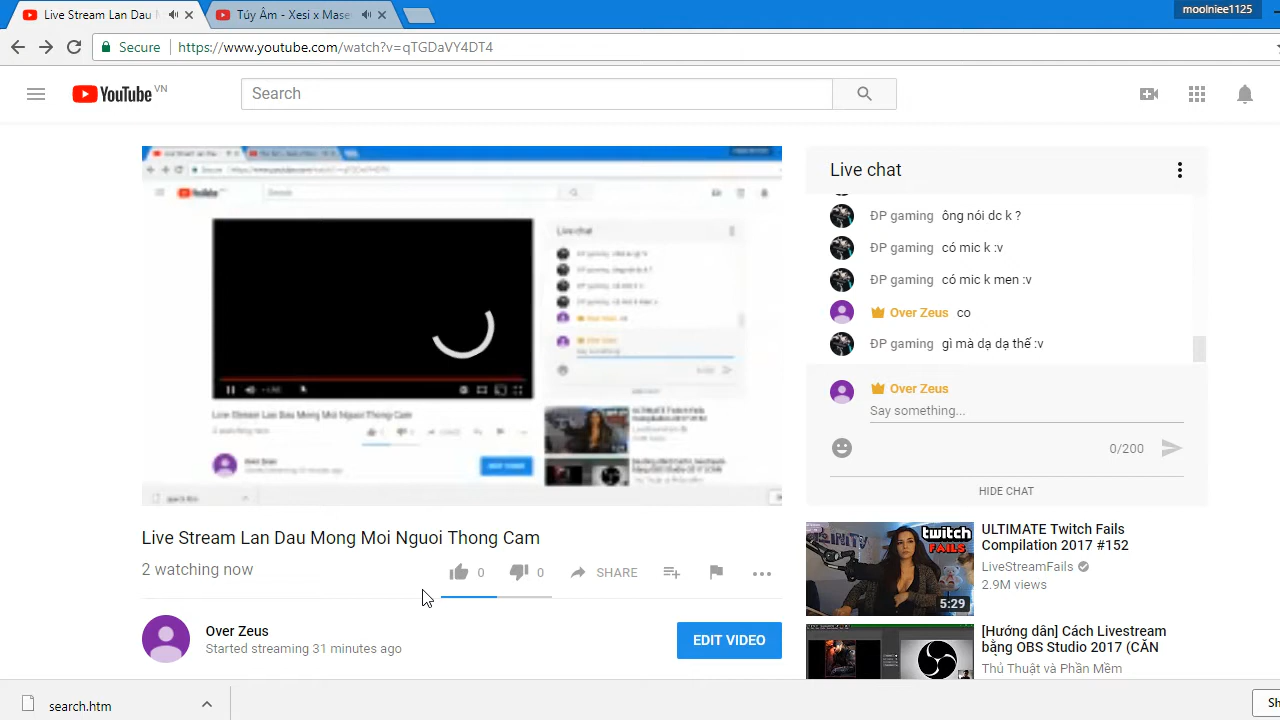 Live Stream Lan Dau
Túy Âm - Xesi x Mase
moolniee1125
Secure
https://www.youtube.com/watch?v=qTGDaVY4DT4
YouTube VN
Search
Live chat
ĐP gaming ông nói dc k ?
ĐP gaming có mic k :v
ĐP gaming có mic k men :v
Over Zeus co
ĐP gaming gì mà dạ dạ thế :v
Over Zeus
Say something...
0/200
HIDE CHAT
Live Stream Lan Dau Mong Moi Nguoi Thong Cam
2 watching now
0
0
SHARE
Over Zeus
Started streaming 31 minutes ago
EDIT VIDEO
twitch
FAILS
5:29
ULTIMATE Twitch Fails
Compilation 2017 #152
LiveStreamFails
2.9M views
[Hướng dẫn] Cách Livestream
bằng OBS Studio 2017 (CĂN
Thủ Thuật và Phần Mềm
search.htm